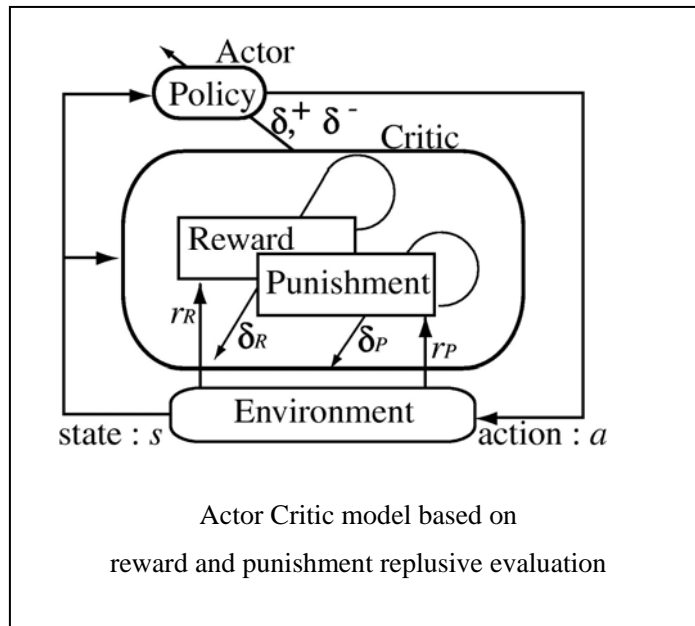 Actor
Policy
δ,⁺ δ⁻
Critic
Reward
Punishment
rR
δR
δP
rP
Environment
state : s
action : a
Actor Critic model based on
reward and punishment replusive evaluation